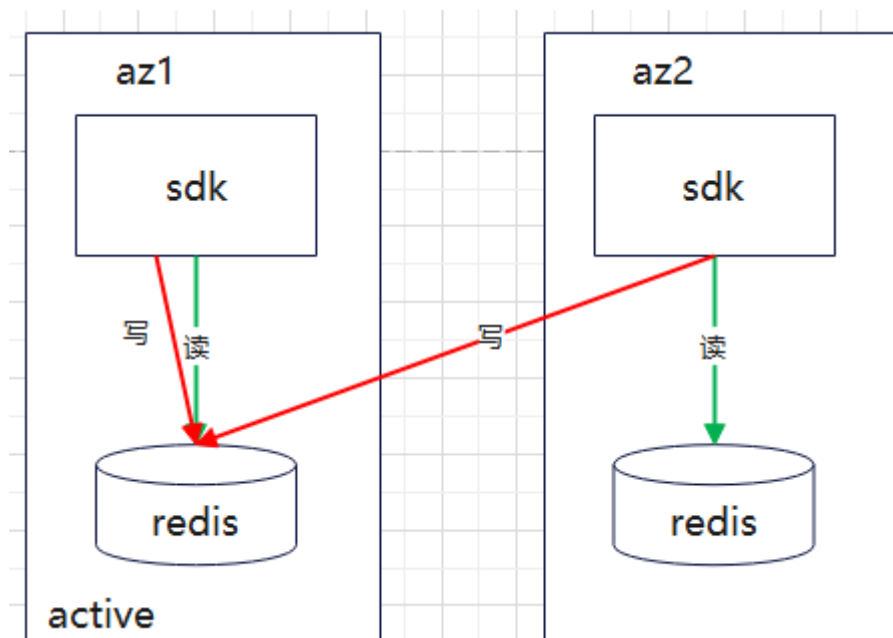 az1
az2
sdk
sdk
写
读
写
读
redis
redis
active